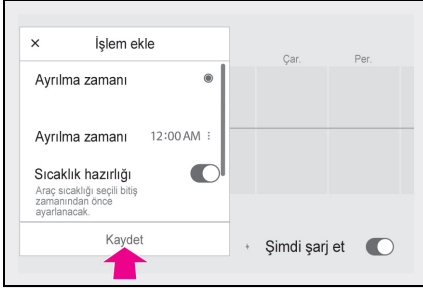 × İşlem ekle
Çar. Per.
Ayrılma zamanı
Ayrılma zamanı 12:00 AM
Sıcaklık hazırlığı
Araç sıcaklığı seçili bitiş
zamanından önce
ayarlanacak.
Kaydet
+ Şimdi şarj et